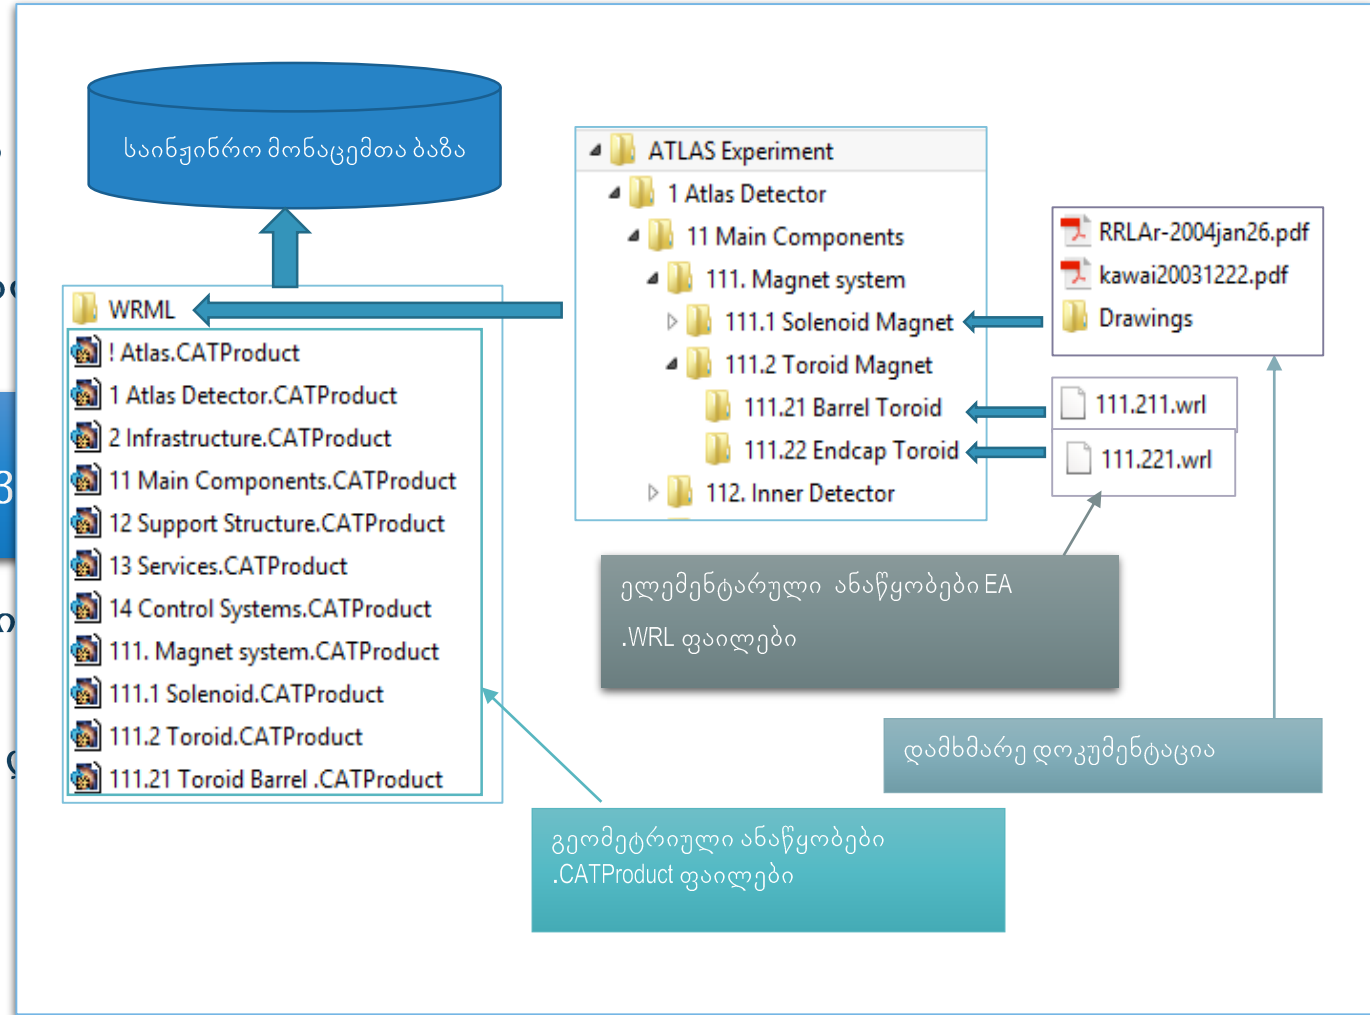 საინჟინრო მონაცემთა ბაზა
WRML
! Atlas.CATProduct
1 Atlas Detector.CATProduct
2 Infrastructure.CATProduct
11 Main Components.CATProduct
12 Support Structure.CATProduct
13 Services.CATProduct
14 Control Systems.CATProduct
111. Magnet system.CATProduct
111.1 Solenoid.CATProduct
111.2 Toroid.CATProduct
111.21 Toroid Barrel .CATProduct
ATLAS Experiment
1 Atlas Detector
11 Main Components
111. Magnet system
111.1 Solenoid Magnet
111.2 Toroid Magnet
111.21 Barrel Toroid
111.22 Endcap Toroid
112. Inner Detector
RRLAr-2004jan26.pdf
kawai20031222.pdf
Drawings
111.211.wrl
111.221.wrl
ელემენტარული ანაწყობები EA
.WRL ფაილები
დამხმარე დოკუმენტაცია
გეომეტრიული ანაწყობები
.CATProduct ფაილები